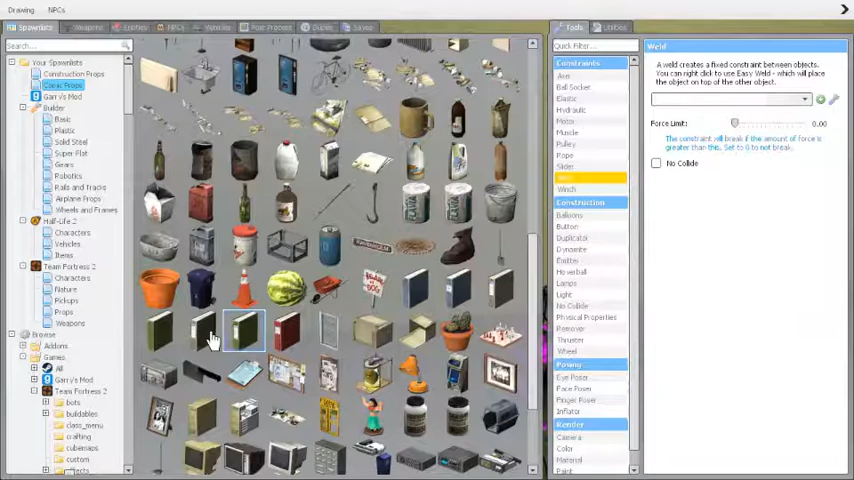 Drawing NPCs
Spawnlists Weapons Entities NPCs Vehicles Post Process Dupes Saves
Search...
Your Spawnlists
Construction Props
Comic Props
Garry's Mod
Builder
Basic
Plastic
Solid Steel
Super Flat
Gears
Robotics
Rails and Tracks
Airplane Props
Wheels and Frames
Half-Life 2
Characters
Vehicles
Items
Team Fortress 2
Characters
Nature
Pickups
Props
Weapons
Browse
Addons
Games
All
Garry's Mod
Team Fortress 2
bots
buildables
class_menu
crafting
cubemaps
custom
effects
Tools Utilities
Quick Filter...
Constraints
Axis
Ball Socket
Elastic
Hydraulic
Motor
Muscle
Pulley
Rope
Slider
Weld
Winch
Construction
Balloons
Button
Duplicator
Dynamite
Emitter
Hoverball
Lamps
Light
No Collide
Physical Properties
Remover
Thruster
Wheel
Posing
Eye Poser
Face Poser
Finger Poser
Inflator
Render
Camera
Color
Material
Paint
Weld
A weld creates a fixed constraint between objects.
You can right click to use Easy Weld - which will place
the object on top of the other object.
Force Limit: 0.00
The constraint will break if the amount of force is
greater than this. Set to 0 to not break.
No Collide